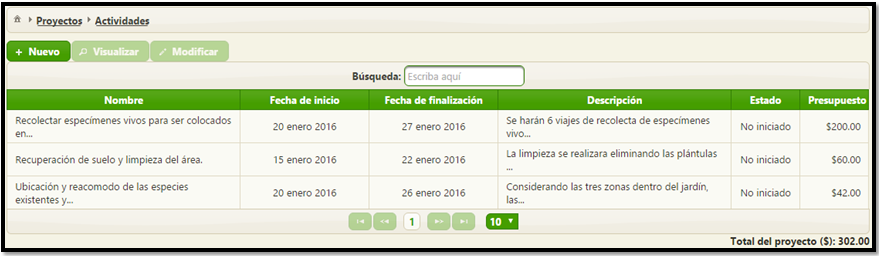 Proyectos Actividades
+ Nuevo Visualizar Modificar
Búsqueda: Escriba aquí
Nombre Fecha de inicio Fecha de finalización Descripción Estado Presupuesto
Recolectar especímenes vivos para ser colocados
en...
20 enero 2016 27 enero 2016
Se harán 6 viajes de recolecta de especímenes
vivo...
No iniciado $200.00
Recuperación de suelo y limpieza del área. 15 enero 2016 22 enero 2016
La limpieza se realizara eliminando las plántulas
...
No iniciado $60.00
Ubicación y reacomodo de las especies
existentes y...
20 enero 2016 26 enero 2016
Considerando las tres zonas dentro del jardín,
las...
No iniciado $42.00
1 10
Total del proyecto ($): 302.00